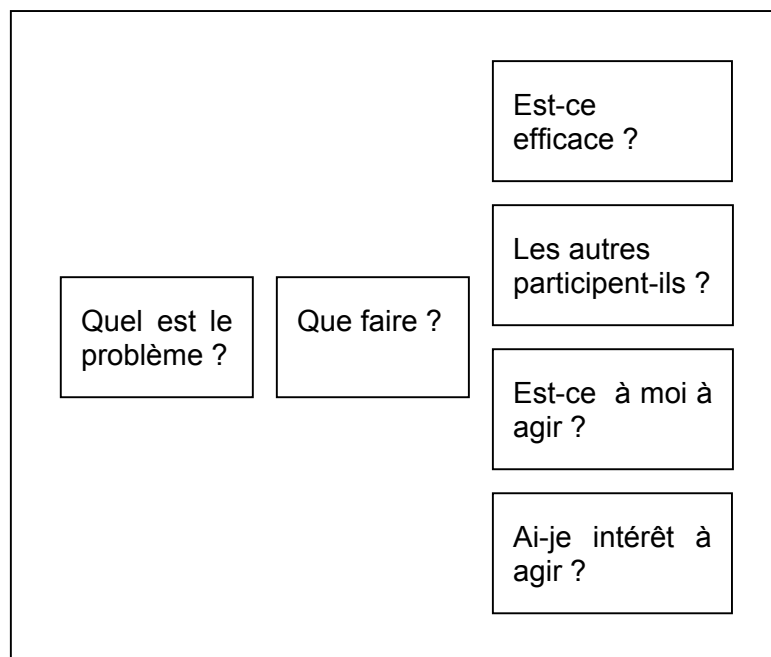 Quel est le
problème ?
Que faire ?
Est-ce
efficace ?
Les autres
participent-ils ?
Est-ce à moi à
agir ?
Ai-je intérêt à
agir ?